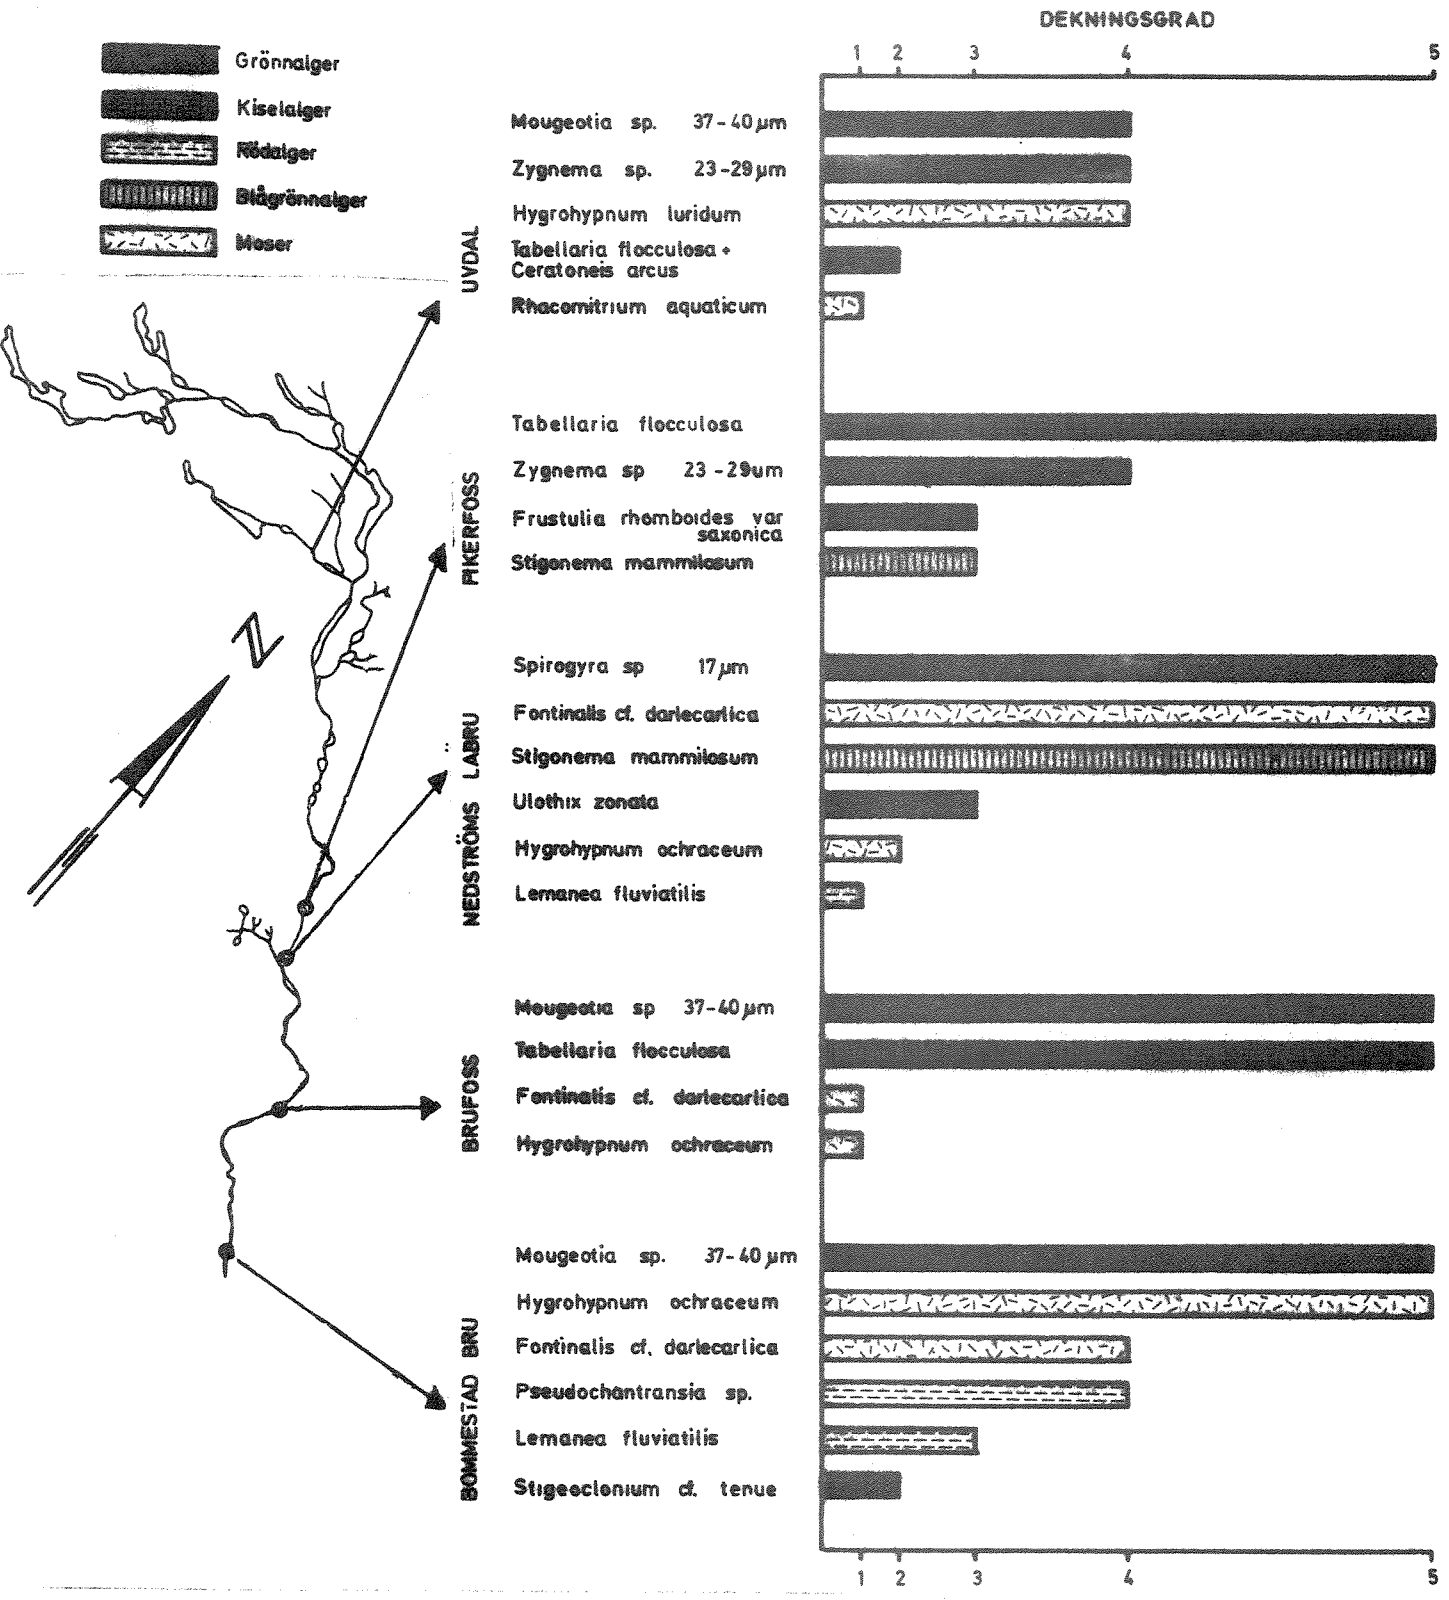 DEKNINGSGRAD
1 2 3 4 5
Grönnalger
Kiselalger
Rödalger
Blågrönnalger
Moser
UVDAL
Mougeotia sp. 37-40 µm
Zygnema sp. 23-29 µm
Hygrohypnum luridum
Tabellaria flocculosa +
Ceratoneis arcus
Rhacomitrium aquaticum
PIKERFOSS
Tabellaria flocculosa
Zygnema sp 23-29um
Frustulia rhomboides var
saxonica
Stigonema mammilosum
NEDSTRÖMS LABRU
Spirogyra sp 17 µm
Fontinalis cf. darlecarlica
Stigonema mammilosum
Ulothix zonata
Hygrohypnum ochraceum
Lemanea fluviatilis
BRUFOSS
Mougeotia sp 37-40 µm
Tabellaria flocculosa
Fontinalis cf. darlecarlica
Hygrohypnum ochraceum
BOMMESTAD BRU
Mougeotia sp. 37-40 µm
Hygrohypnum ochraceum
Fontinalis cf. darlecarlica
Pseudochantransia sp.
Lemanea fluviatilis
Stigeoclonium cf. tenue
1 2 3 4 5
N